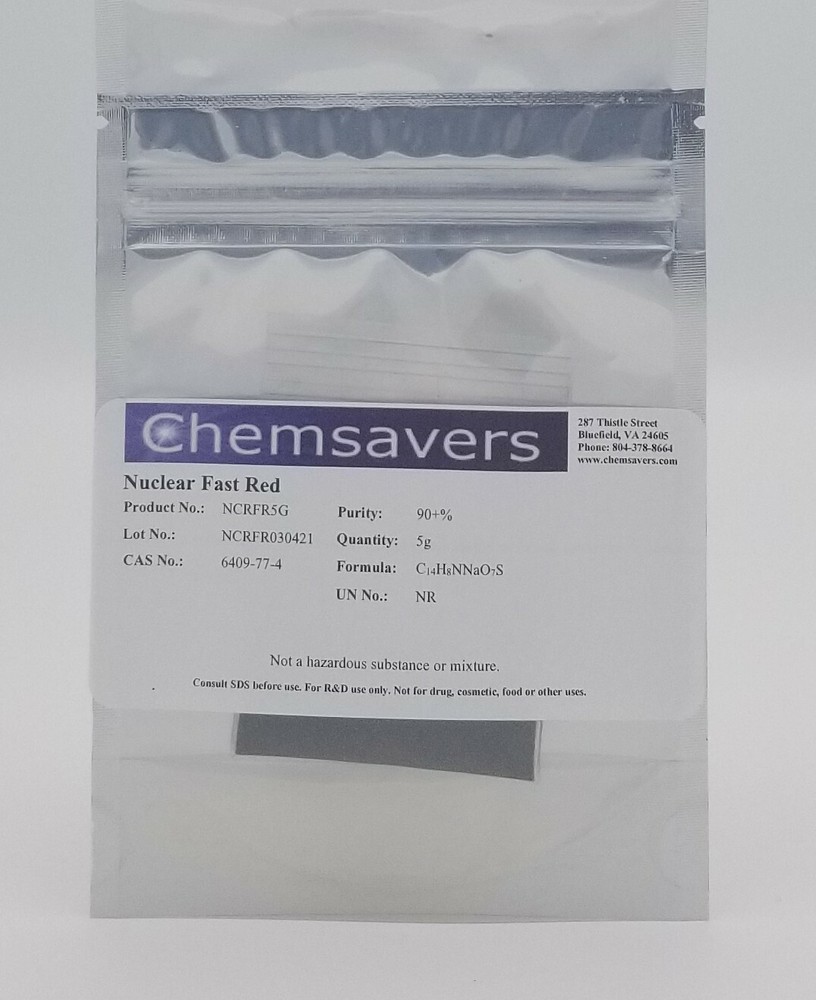 Chemsavers
287 Thistle Street
Bluefield, VA 24605
Phone: 804-378-8664
www.chemsavers.com
Nuclear Fast Red
Product No.: NCRFR5G
Lot No.: NCRFR030421
CAS No.: 6409-77-4
Purity: 90+%
Quantity: 5g
Formula: C₁₄H₈NNaO₇S
UN No.: NR
Not a hazardous substance or mixture.
Consult SDS before use. For R&D use only. Not for drug, cosmetic, food or other uses.